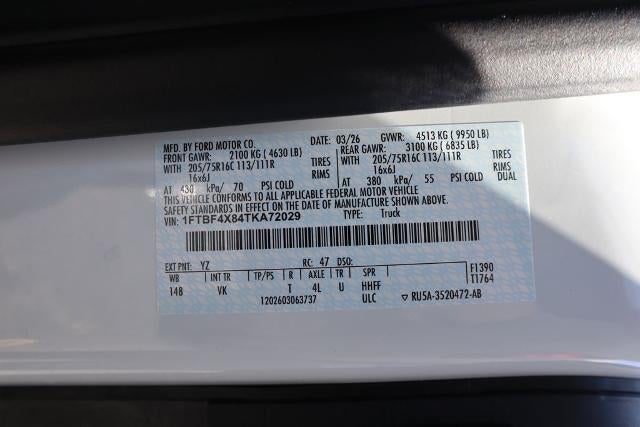 MFD. BY FORD MOTOR CO. DATE: 03/26 GVWR: 4513 KG ( 9950 LB)
FRONT GAWR: 2100 KG ( 4630 LB) REAR GAWR: 3100 KG ( 6835 LB)
WITH 205/75R16C 113/111R TIRES WITH 205/75R16C 113/111R TIRES
16x6J RIMS 16x6J RIMS
AT 430 kPa/ 70 PSI COLD AT 380 kPa/ 55 PSI COLD DUAL
THIS VEHICLE CONFORMS TO ALL APPLICABLE FEDERAL MOTOR VEHICLE
SAFETY STANDARDS IN EFFECT ON THE DATE OF MANUFACTURE SHOWN ABOVE.
VIN: 1FTBF4X84TKA72029 TYPE: Truck
EXT PNT: YZ RC: 47 DSO: F1390
WB INT TR TP/PS R AXLE TR SPR T1764
148 VK T 4L U HHFF
1202603063737 ULC ▽ RU5A-3520472-AB